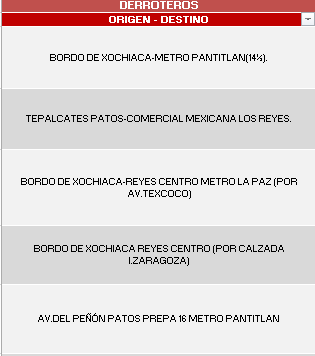 DERROTEROS
ORIGEN - DESTINO
BORDO DE XOCHIACA-METRO PANTITLAN(14½).
TEPALCATES PATOS-COMERCIAL MEXICANA LOS REYES.
BORDO DE XOCHIACA-REYES CENTRO METRO LA PAZ (POR
AV.TEXCOCO)
BORDO DE XOCHIACA REYES CENTRO (POR CALZADA
I.ZARAGOZA)
AV.DEL PEÑÓN PATOS PREPA 16 METRO PANTITLAN